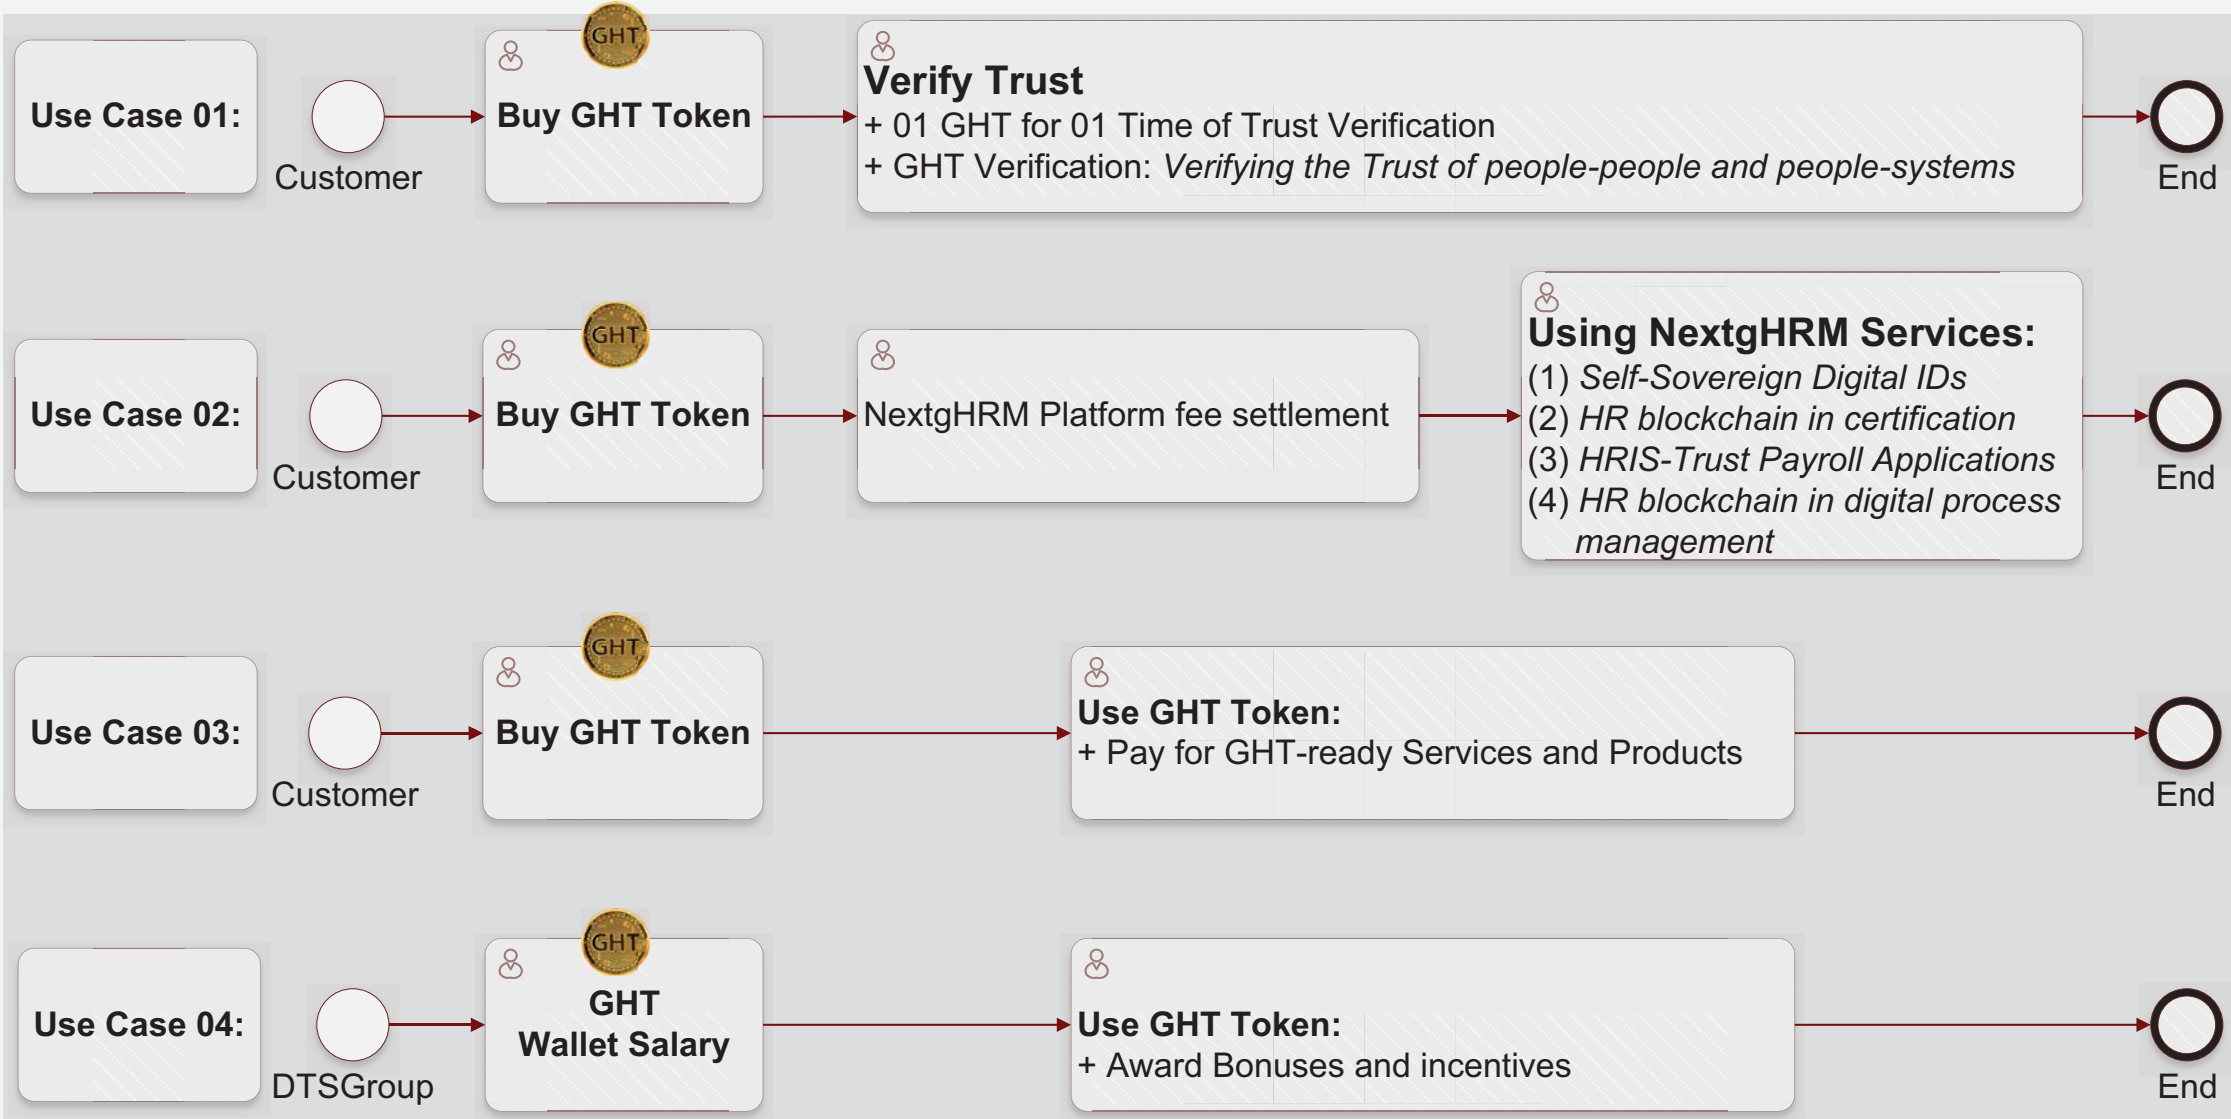 Use Case 01:
Customer
GHT
Buy GHT Token
Verify Trust
+ 01 GHT for 01 Time of Trust Verification
+ GHT Verification: Verifying the Trust of people-people and people-systems
End
Use Case 02:
Customer
GHT
Buy GHT Token
NextgHRM Platform fee settlement
Using NextgHRM Services:
(1) Self-Sovereign Digital IDs
(2) HR blockchain in certification
(3) HRIS-Trust Payroll Applications
(4) HR blockchain in digital process
management
End
Use Case 03:
Customer
GHT
Buy GHT Token
Use GHT Token:
+ Pay for GHT-ready Services and Products
End
Use Case 04:
DTSGroup
GHT
GHT
Wallet Salary
Use GHT Token:
+ Award Bonuses and incentives
End